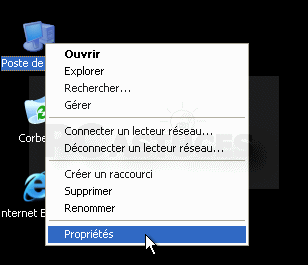 Ouvrir
Explorer
Rechercher...
Gérer
Connecter un lecteur réseau...
Déconnecter un lecteur réseau...
Créer un raccourci
Supprimer
Renommer
Propriétés
Poste de
Corbe
nternet E